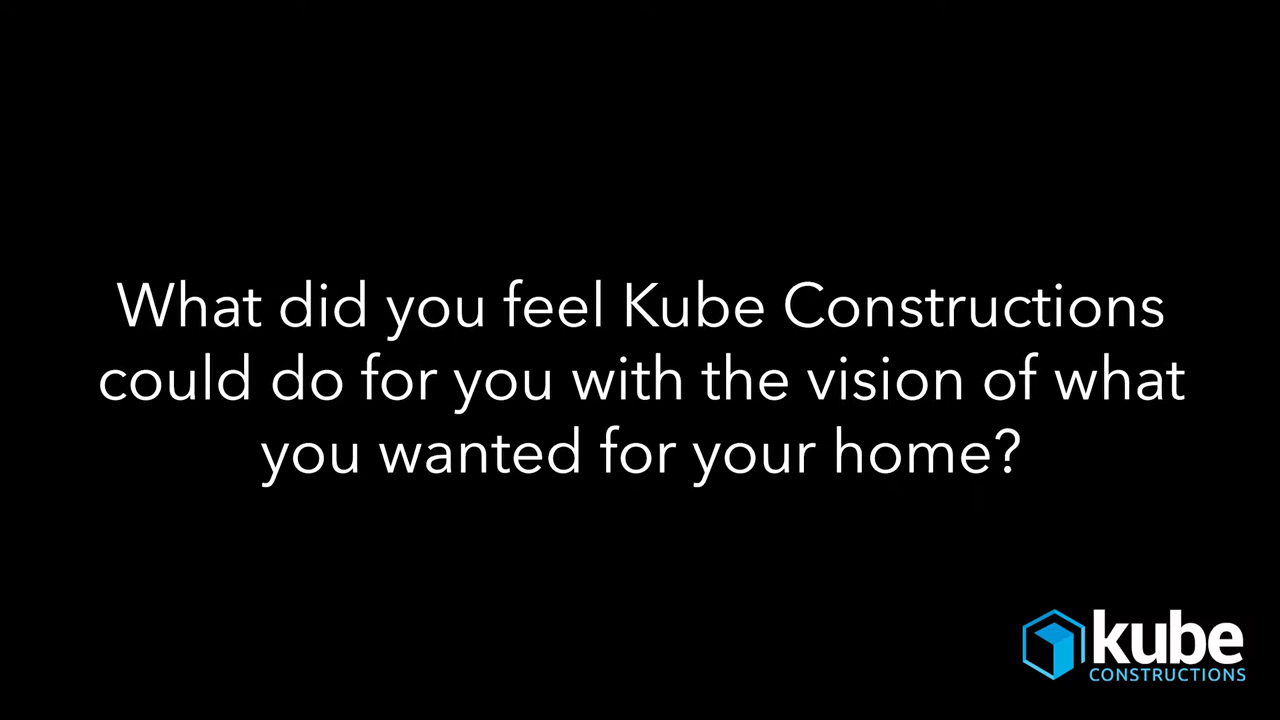 What did you feel Kube Constructions
could do for you with the vision of what
you wanted for your home?
kube
CONSTRUCTIONS